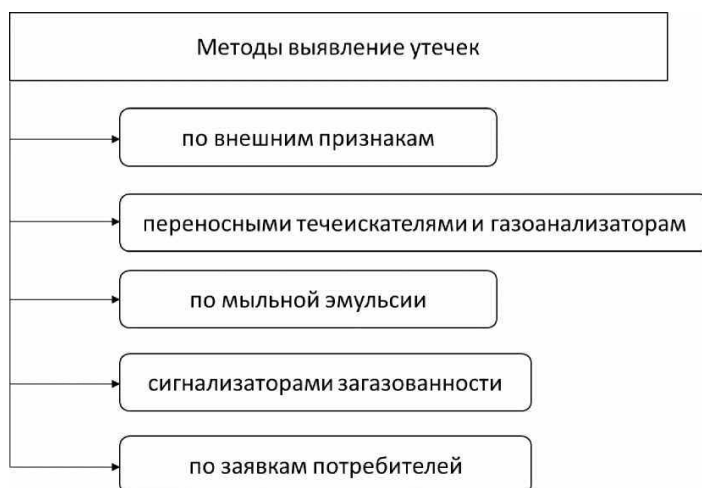 Методы выявление утечек
по внешним признакам
переносными течеискателями и газоанализаторам
по мыльной эмульсии
сигнализаторами загазованности
по заявкам потребителей